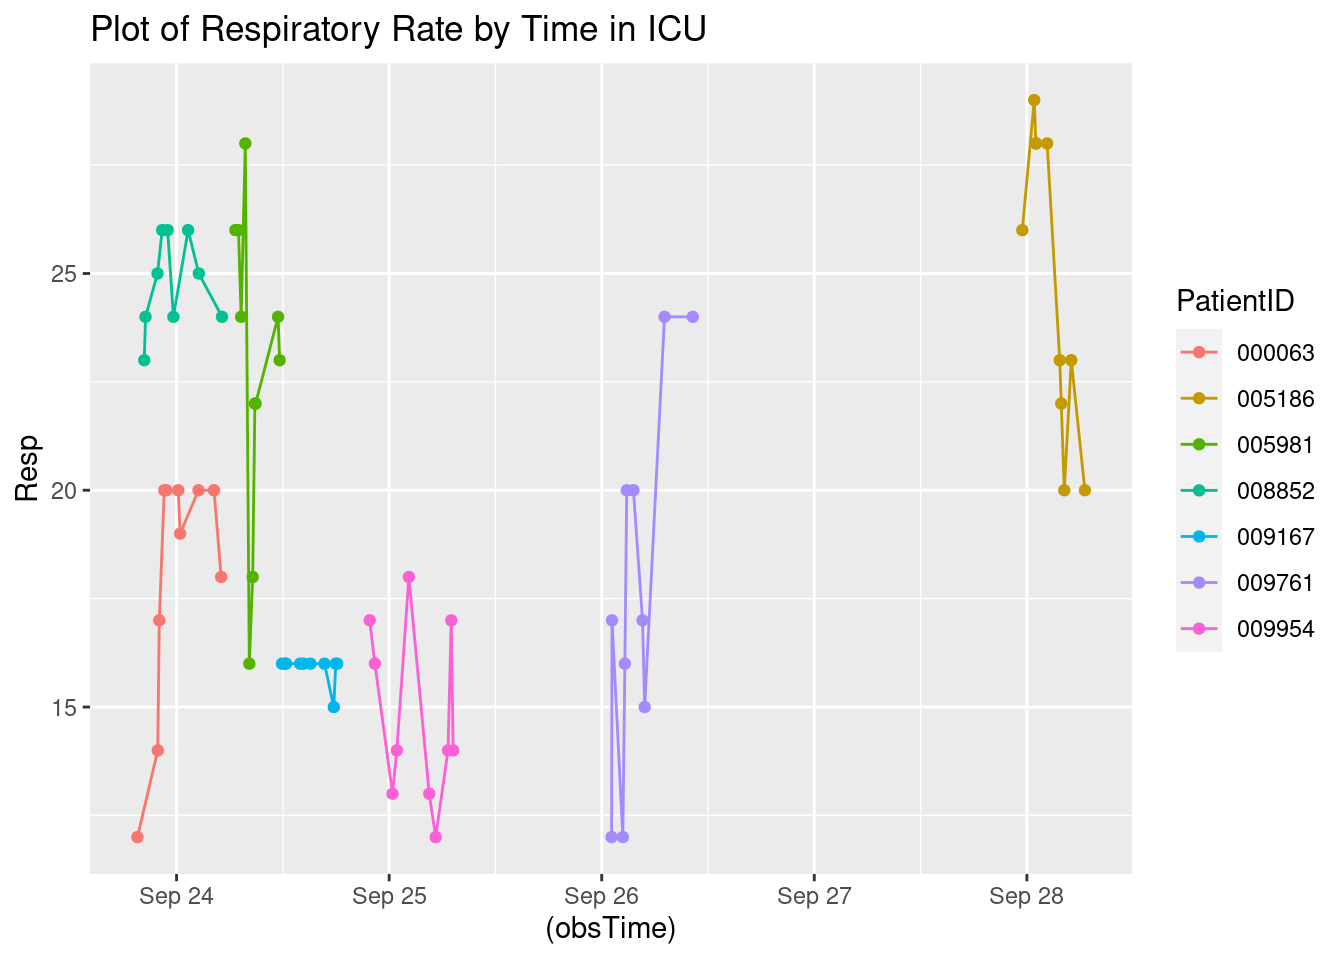 Plot of Respiratory Rate by Time in ICU
Resp
25
20
15
Sep 24
Sep 25
Sep 26
Sep 27
Sep 28
(obsTime)
PatientID
000063
005186
005981
008852
009167
009761
009954